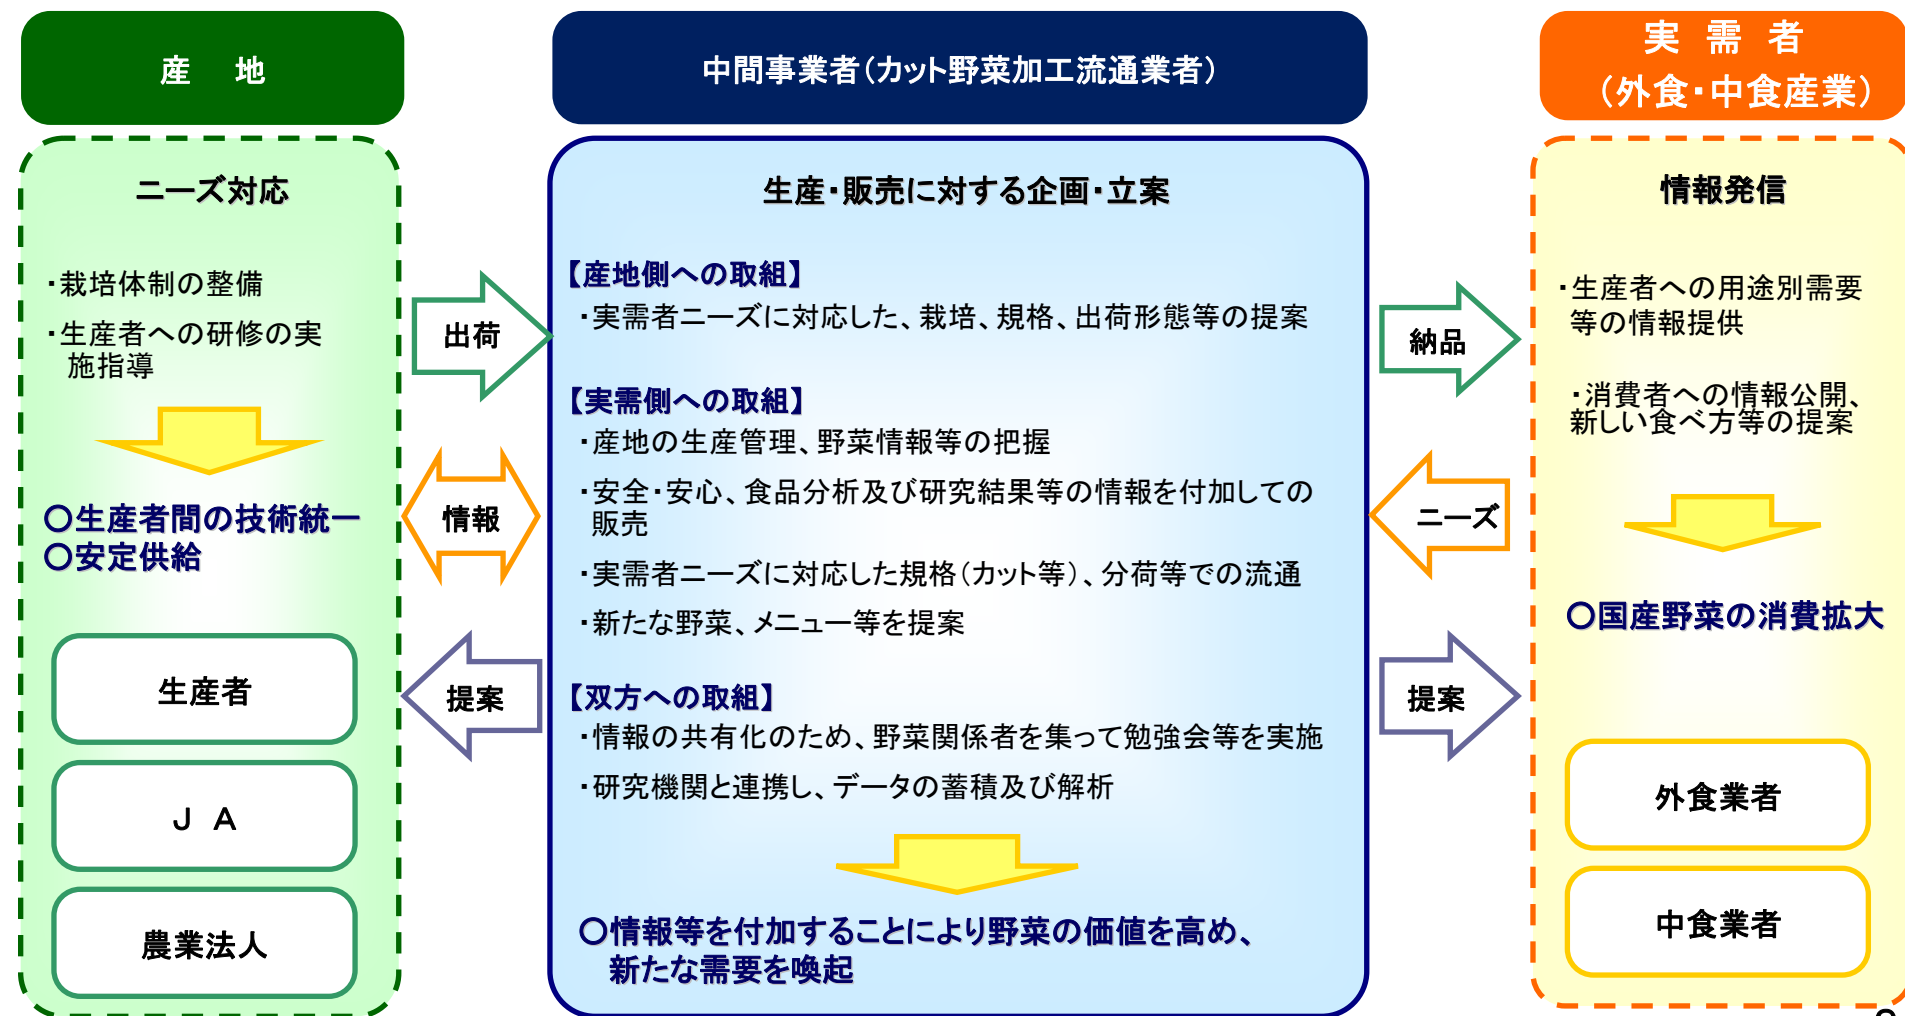 産　地
ニーズ対応
・栽培体制の整備
・生産者への研修の実
施指導
〇生産者間の技術統一
〇安定供給
生産者
J A
農業法人
出荷
情報
提案
中間事業者(カット野菜加工流通業者)
生産・販売に対する企画・立案
【産地側への取組】
・実需者ニーズに対応した、栽培、規格、出荷形態等の提案
【実需側への取組】
・産地の生産管理、野菜情報等の把握
・安全・安心、食品分析及び研究結果等の情報を付加しての
販売
・実需者ニーズに対応した規格(カット等)、分荷等での流通
・新たな野菜、メニュー等を提案
【双方への取組】
・情報の共有化のため、野菜関係者を集って勉強会等を実施
・研究機関と連携し、データの蓄積及び解析
〇情報等を付加することにより野菜の価値を高め、
新たな需要を喚起
納品
ニーズ
提案
実　需　者
(外食・中食産業)
情報発信
・生産者への用途別需要
等の情報提供
・消費者への情報公開、
新しい食べ方等の提案
〇国産野菜の消費拡大
外食業者
中食業者